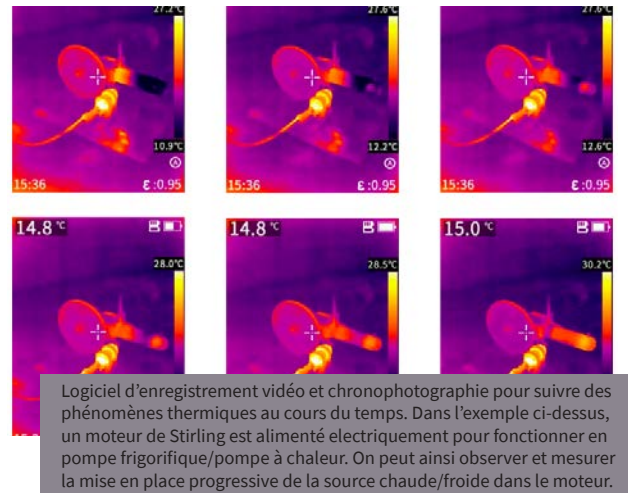 27.2°C 27.6°C 27.6°C
10.9°C 12.2°C 12.6°C
15:36 ε :0.95 15:36 ε :0.95 15:36 ε :0.95
14.8 °C 14.8 °C 15.0 °C
28.0°C 28.5°C 30.2°C
Logiciel d’enregistrement vidéo et chronophotographie pour suivre des
phénomènes thermiques au cours du temps. Dans l’exemple ci-dessus,
un moteur de Stirling est alimenté electriquement pour fonctionner en
pompe frigorifique/pompe à chaleur. On peut ainsi observer et mesurer
la mise en place progressive de la source chaude/froide dans le moteur.